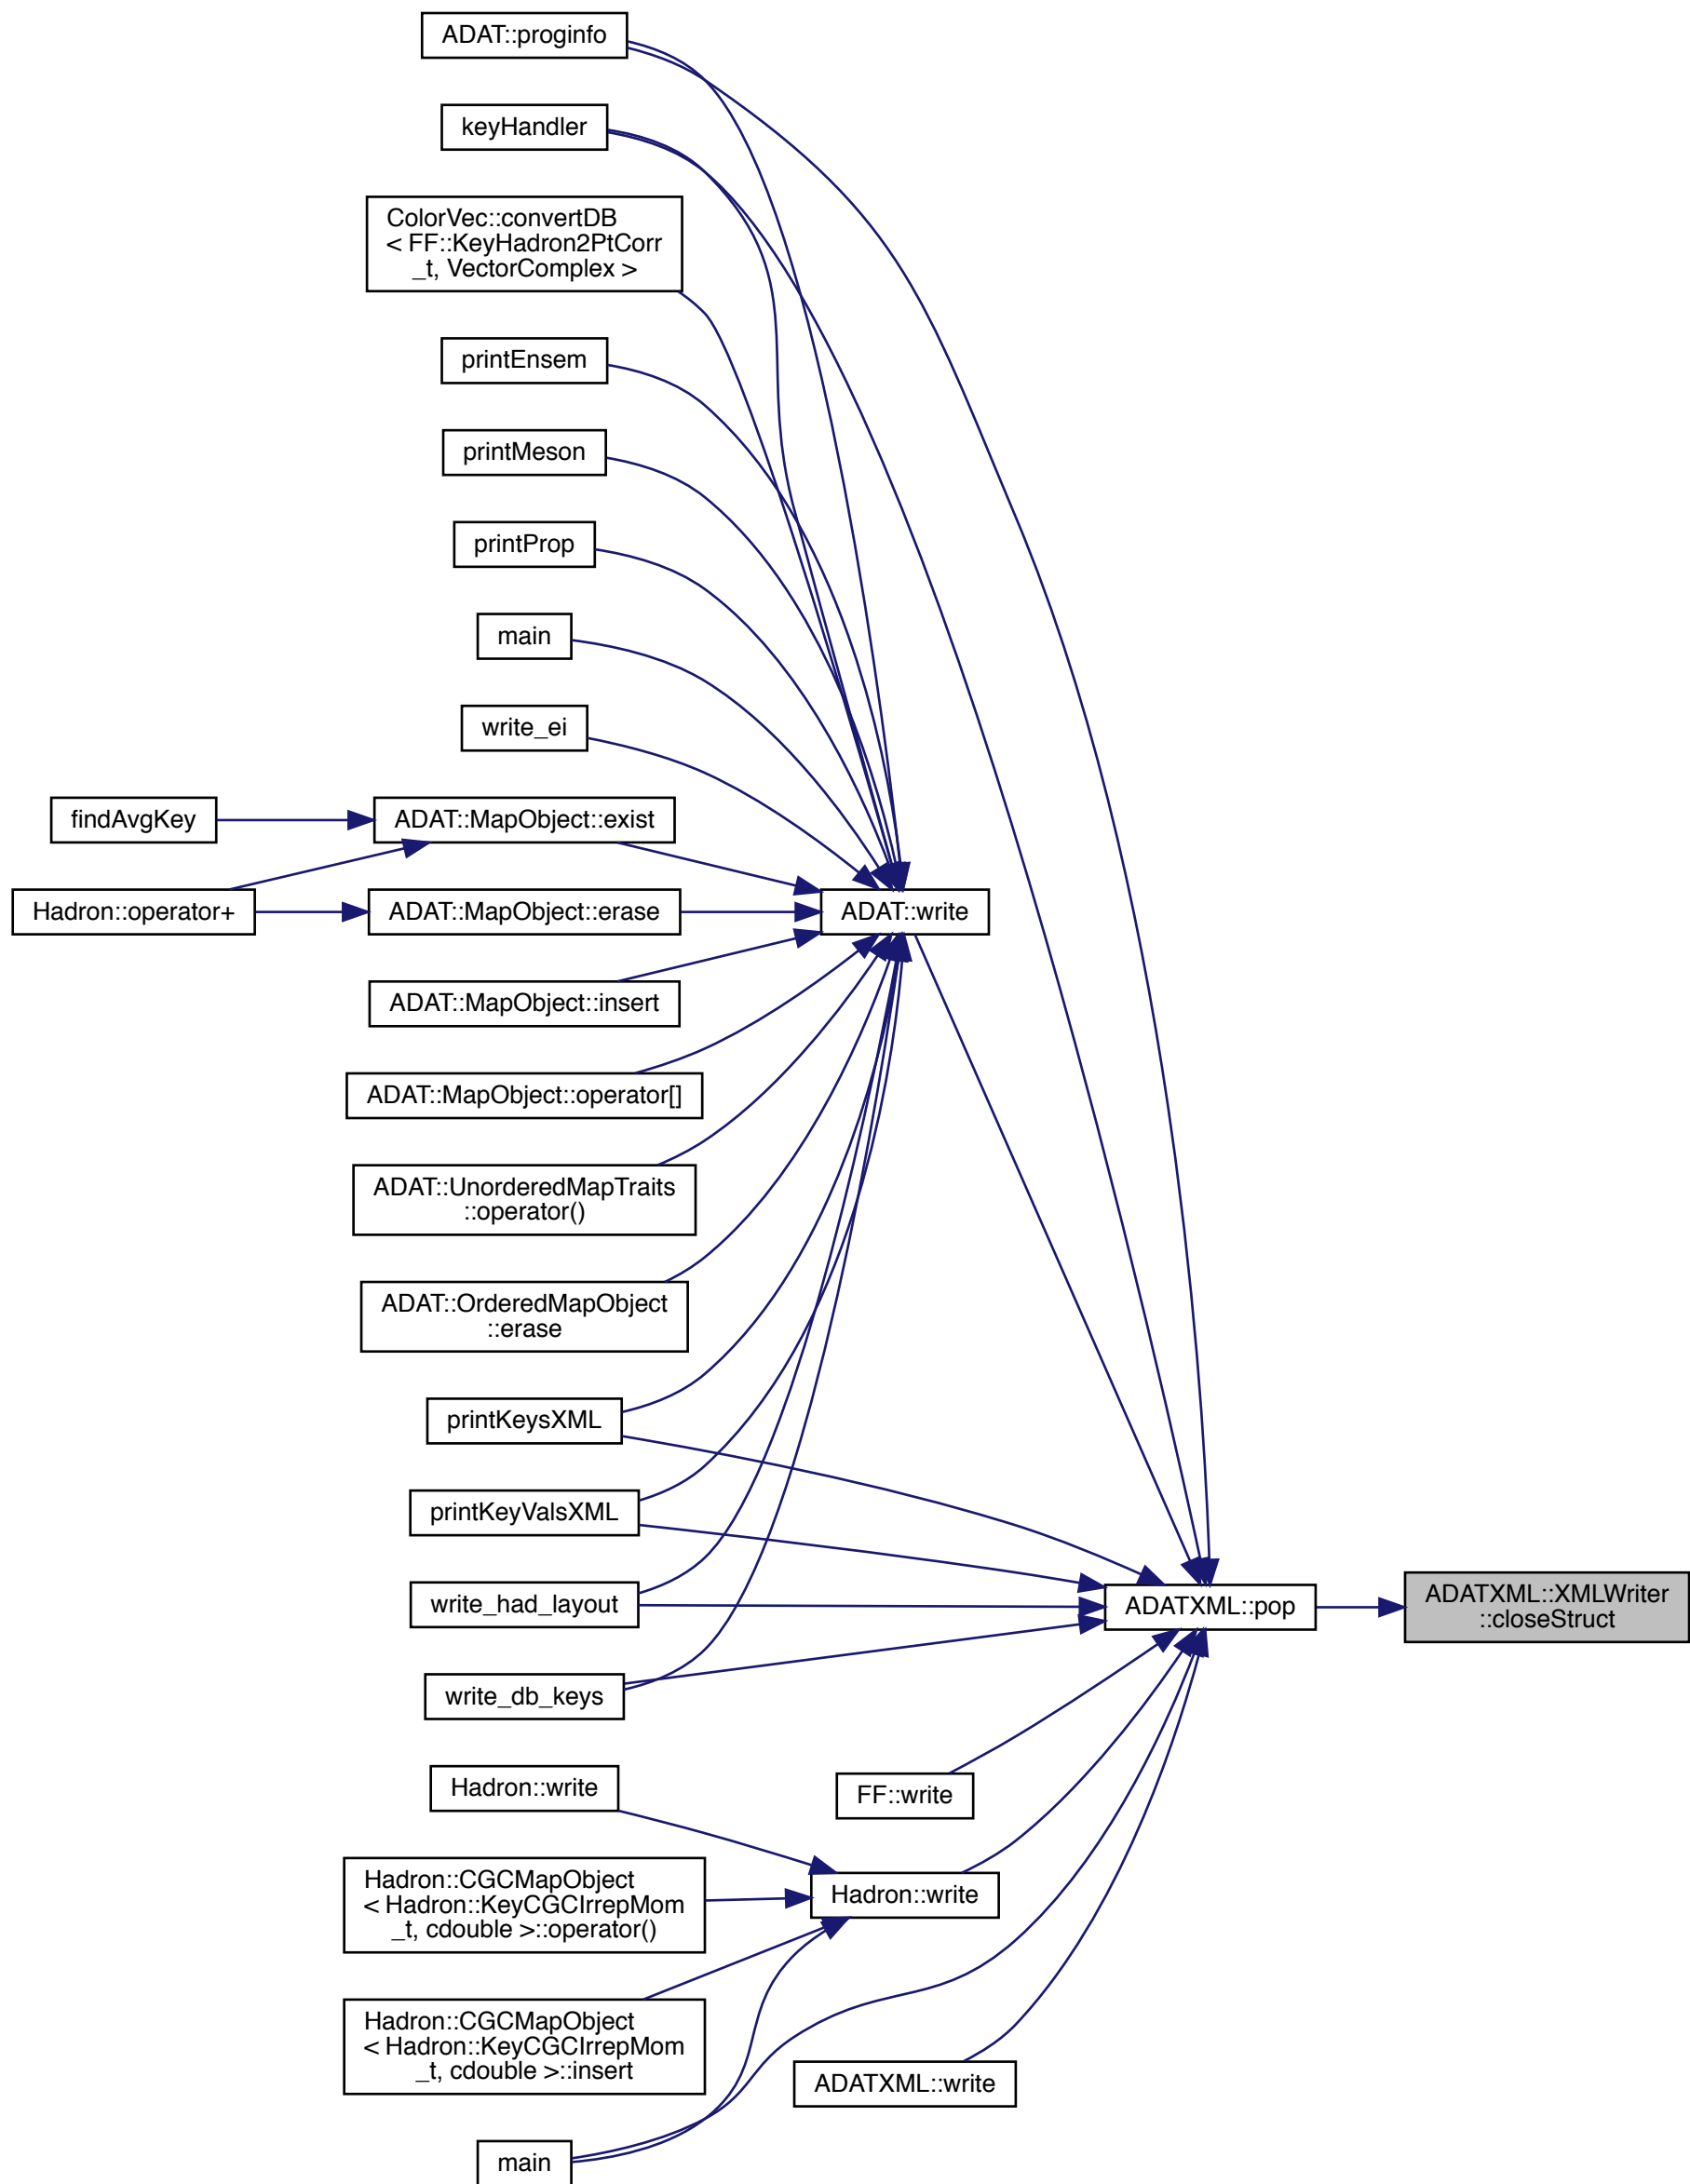 ADAT::proginfo
keyHandler
ColorVec::convertDB
< FF::KeyHadron2PtCorr
_t, VectorComplex >
printEnsem
printMeson
printProp
main
write_ei
findAvgKey
ADAT::MapObject::exist
Hadron::operator+
ADAT::MapObject::erase
ADAT::write
ADAT::MapObject::insert
ADAT::MapObject::operator[]
ADAT::UnorderedMapTraits
::operator()
ADAT::OrderedMapObject
::erase
printKeysXML
printKeyValsXML
write_had_layout
ADATXML::pop
ADATXML::XMLWriter
::closeStruct
write_db_keys
Hadron::write
FF::write
Hadron::CGCMapObject
< Hadron::KeyCGCIrrepMom
_t, cdouble >::operator()
Hadron::write
Hadron::CGCMapObject
< Hadron::KeyCGCIrrepMom
_t, cdouble >::insert
ADATXML::write
main